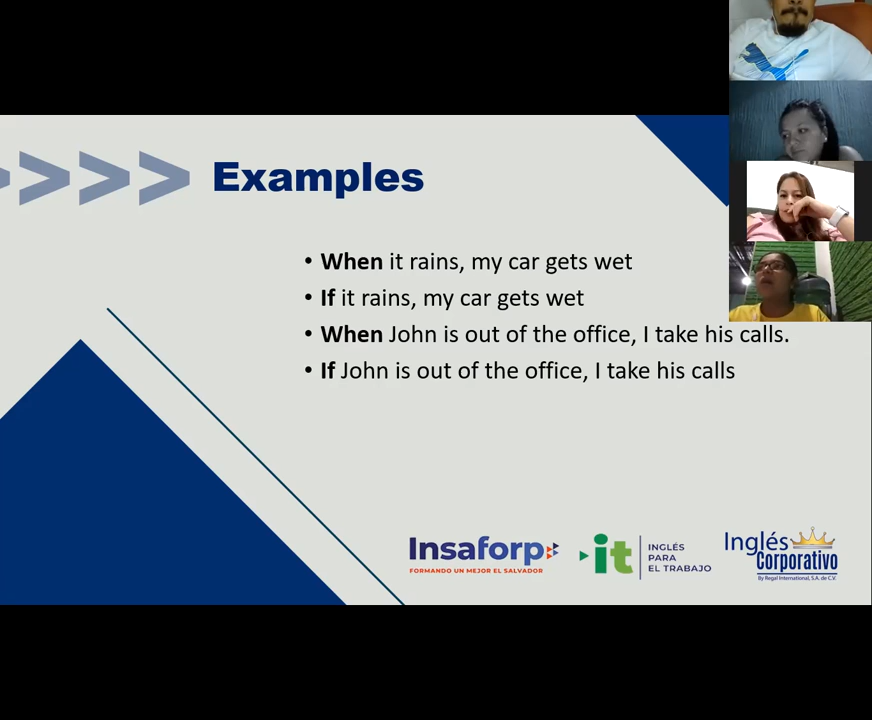 Examples
• When it rains, my car gets wet
• If it rains, my car gets wet
• When John is out of the office, I take his calls.
• If John is out of the office, I take his calls
Insaforp
FORMANDO UN MEJOR EL SALVADOR
it
INGLÉS
PARA
EL TRABAJO
Inglés
Corporativo
By Regal International, S.A. de C.V.